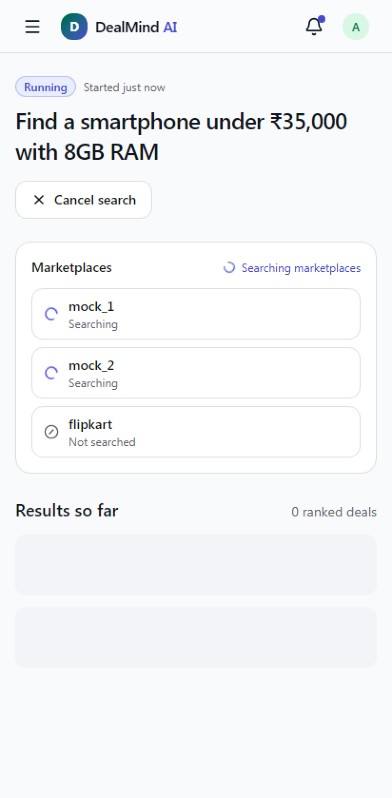 D DealMind AI A
Running Started just now
Find a smartphone under ₹35,000
with 8GB RAM
Cancel search
Marketplaces Searching marketplaces
mock_1
Searching
mock_2
Searching
flipkart
Not searched
Results so far 0 ranked deals